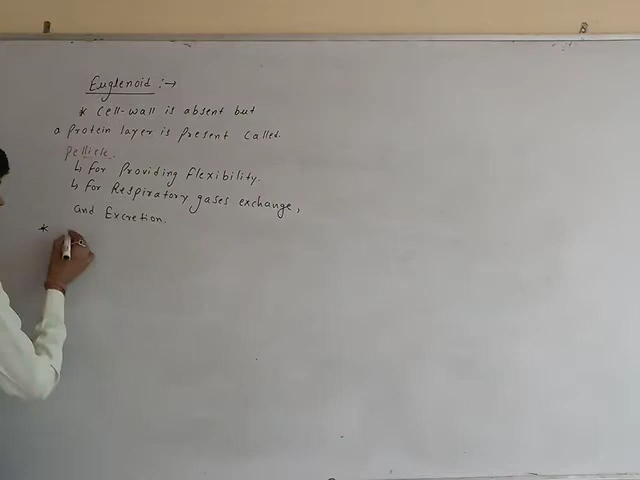 Euglenoid :→
* Cell-wall is absent but
a protein layer is present called.
pellicle.
↳ for providing flexibility.
↳ for Respiratory gases exchange,
and Excretion.
*